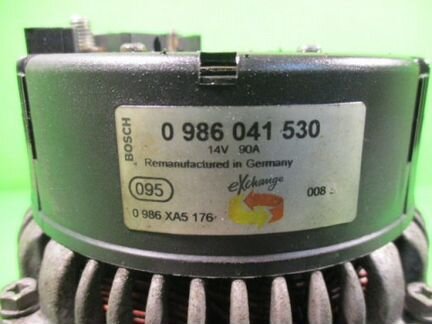 BOSCH
0 986 041 530
14V 90A
Remanufactured in Germany
095
eXchange
008
0 986 XA5 176